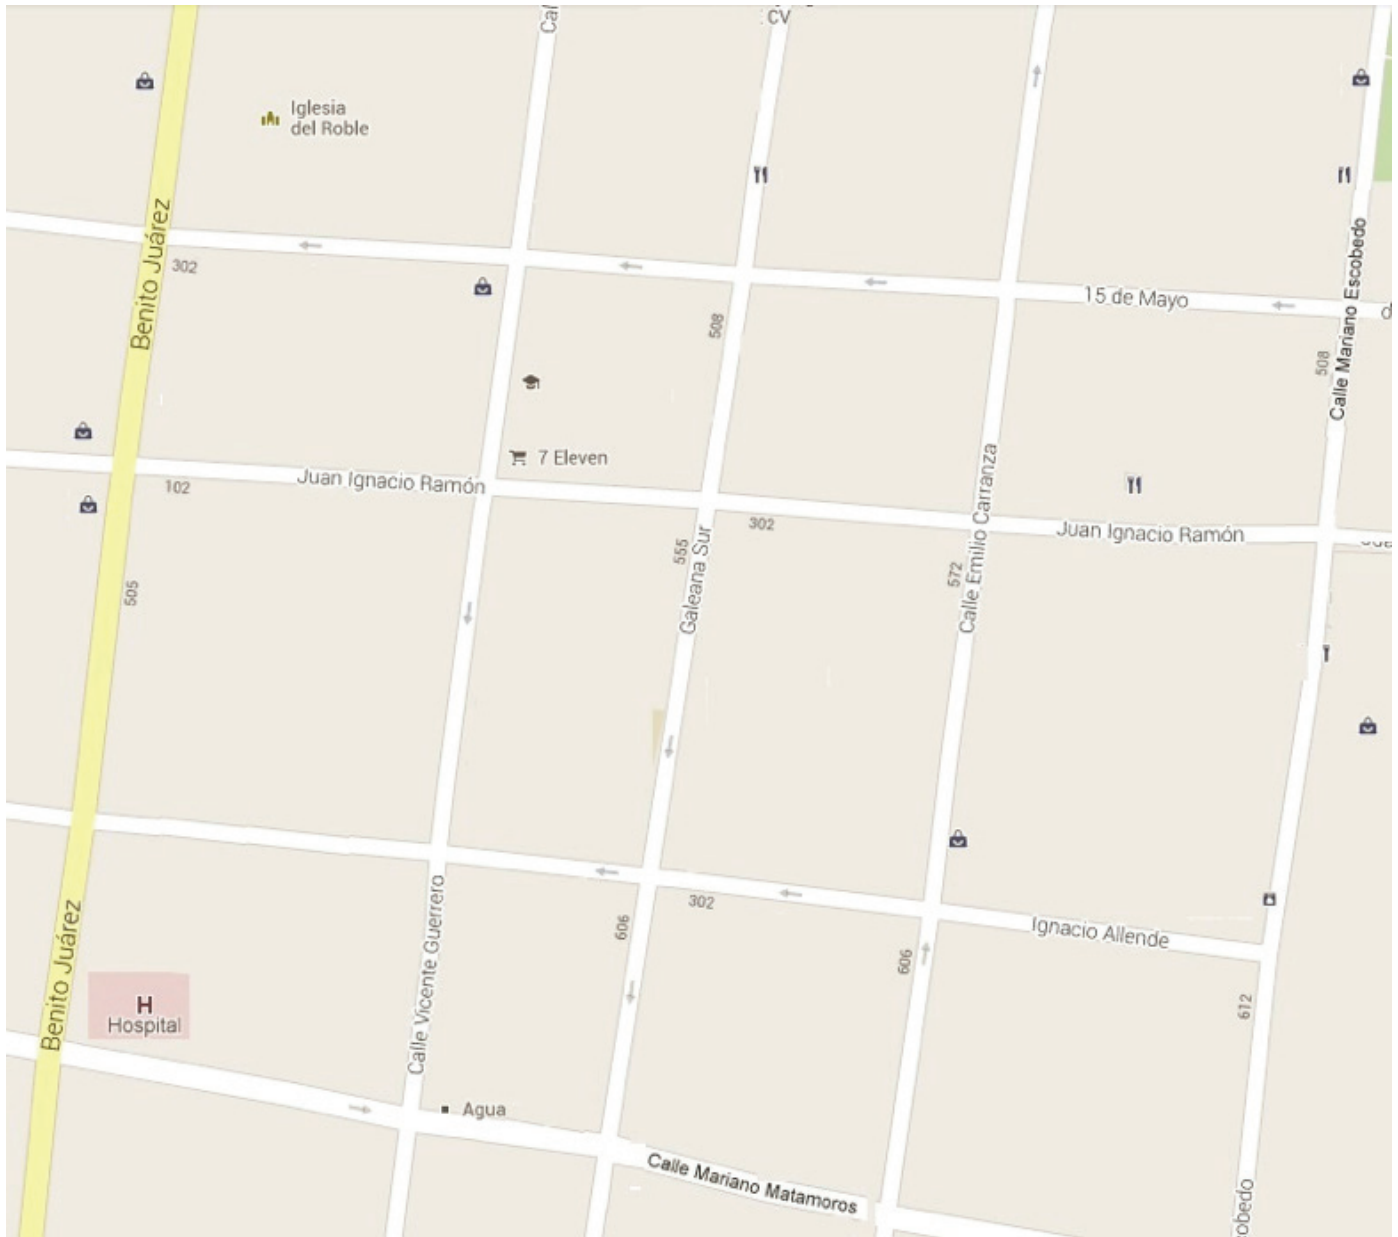 CV
Iglesia
del Roble
Benito Juárez
302
15 de Mayo
Calle Mariano Escobedo
508
508
7 Eleven
Juan Ignacio Ramón
102
302
Juan Ignacio Ramón
555
Galeana Sur
572
Calle Emilio Carranza
505
302
Ignacio Allende
606
606
612
Calle Vicente Guerrero
Benito Juárez
H
Hospital
Agua
Calle Mariano Matamoros
obedo